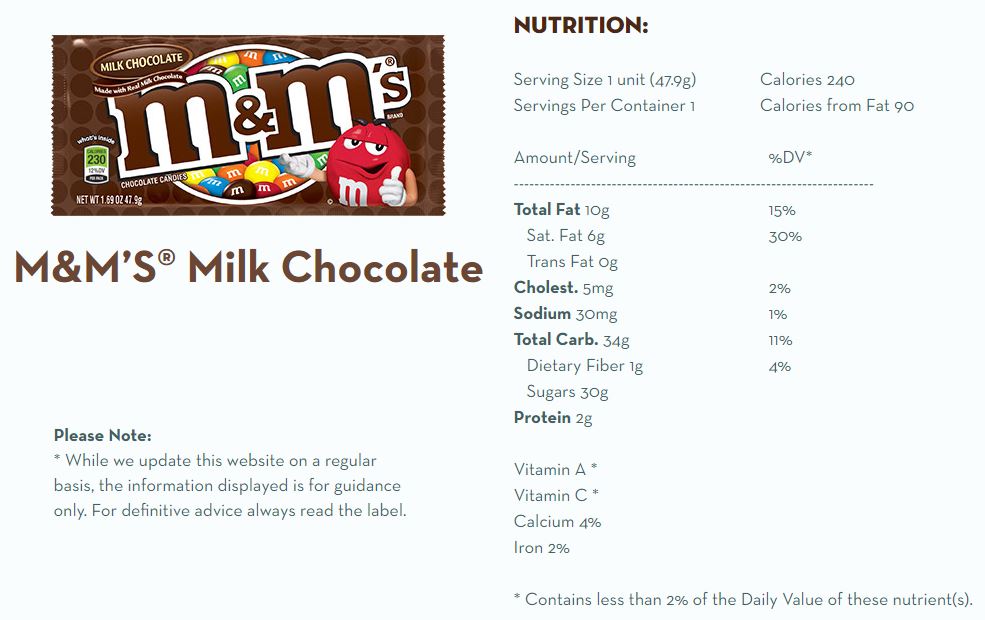 MILK CHOCOLATE
Made with Real Milk Chocolate
m&m's®
BRAND
what's inside
CALORIES
230
12%DV
PER PACK
CHOCOLATE CANDIES
NET WT 1.69 OZ 47.9g
m
©
M&M'S® Milk Chocolate
Please Note:
* While we update this website on a regular
basis, the information displayed is for guidance
only. For definitive advice always read the label.
NUTRITION:
Serving Size 1 unit (47.9g) Calories 240
Servings Per Container 1 Calories from Fat 90
Amount/Serving %DV*
Total Fat 10g 15%
Sat. Fat 6g 30%
Trans Fat 0g
Cholest. 5mg 2%
Sodium 30mg 1%
Total Carb. 34g 11%
Dietary Fiber 1g 4%
Sugars 30g
Protein 2g
Vitamin A *
Vitamin C *
Calcium 4%
Iron 2%
* Contains less than 2% of the Daily Value of these nutrient(s).